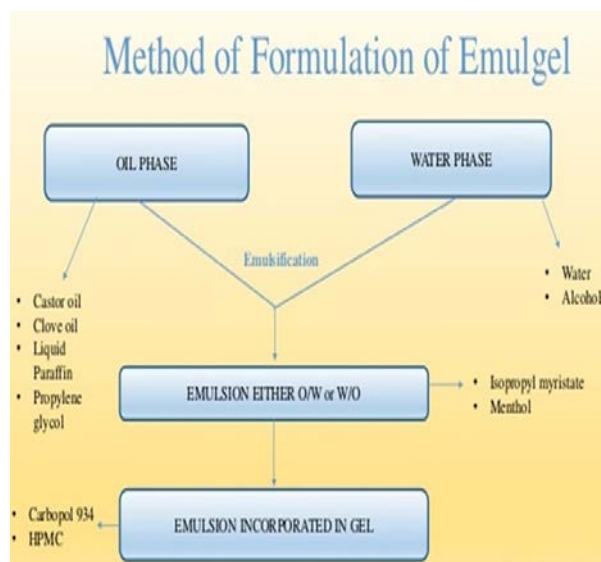 Method of Formulation of Emulgel
OIL PHASE
WATER PHASE
Emulsification
• Castor oil
• Clove oil
• Liquid
Paraffin
• Propylene
glycol
• Water
• Alcohol
EMULSION EITHER O/W or W/O
• Isopropyl myristate
• Menthol
• Carbopol 934
• HPMC
EMULSION INCORPORATED IN GEL